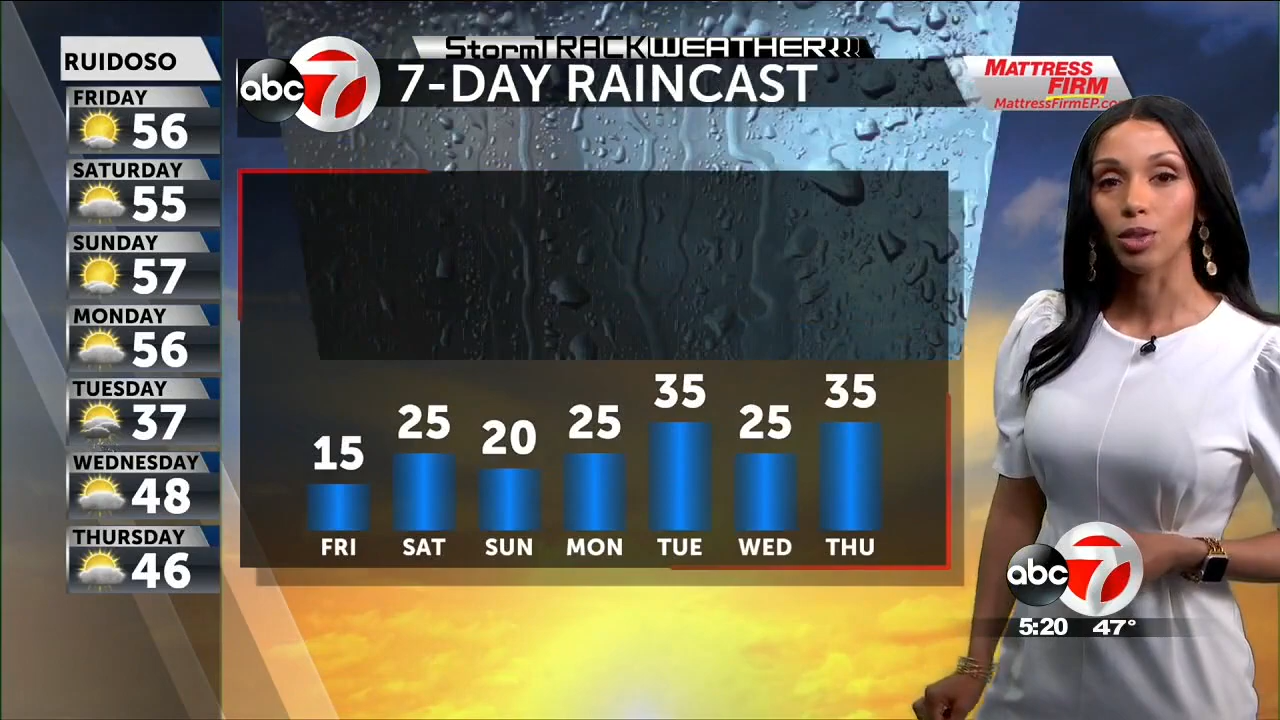 RUIDOSO
FRIDAY
56
SATURDAY
55
SUNDAY
57
MONDAY
56
TUESDAY
37
WEDNESDAY
48
THURSDAY
46
StormTRACKWEATHER
abc 7
7-DAY RAINCAST
MATTRESS
FIRM
MattressFirmEP.co
15 25 20 25 35 25 35
FRI SAT SUN MON TUE WED THU
abc 7
5:20 47°